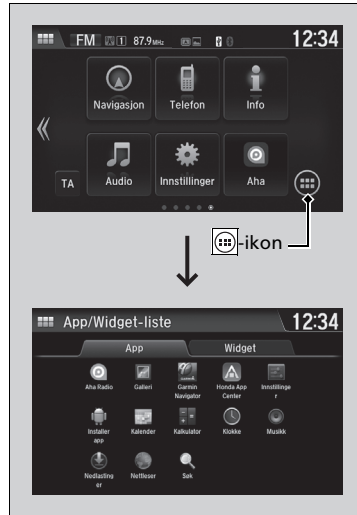 FM 1 87.9MHz 12:34
Navigasjon Telefon Info
TA Audio Innstillinger Aha
-ikon
App/Widget-liste 12:34
App Widget
Aha Radio Galleri Garmin Honda App Innstillinge
Navigator Center r
Installer Kalender Kalkulator Klokke Musikk
app
Nedlasting Nettleser Søk
er